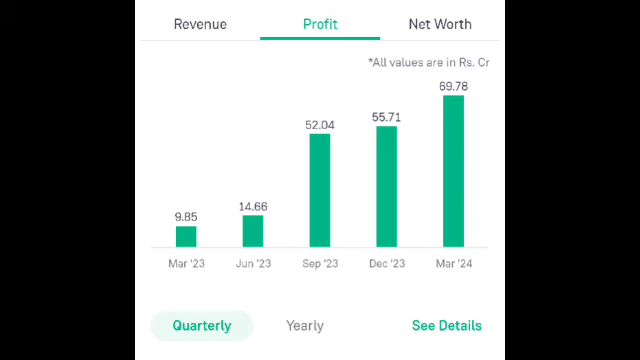 Revenue Profit Net Worth
*All values are in Rs. Cr
9.85 14.66 52.04 55.71 69.78
Mar '23 Jun '23 Sep '23 Dec '23 Mar '24
Quarterly Yearly See Details